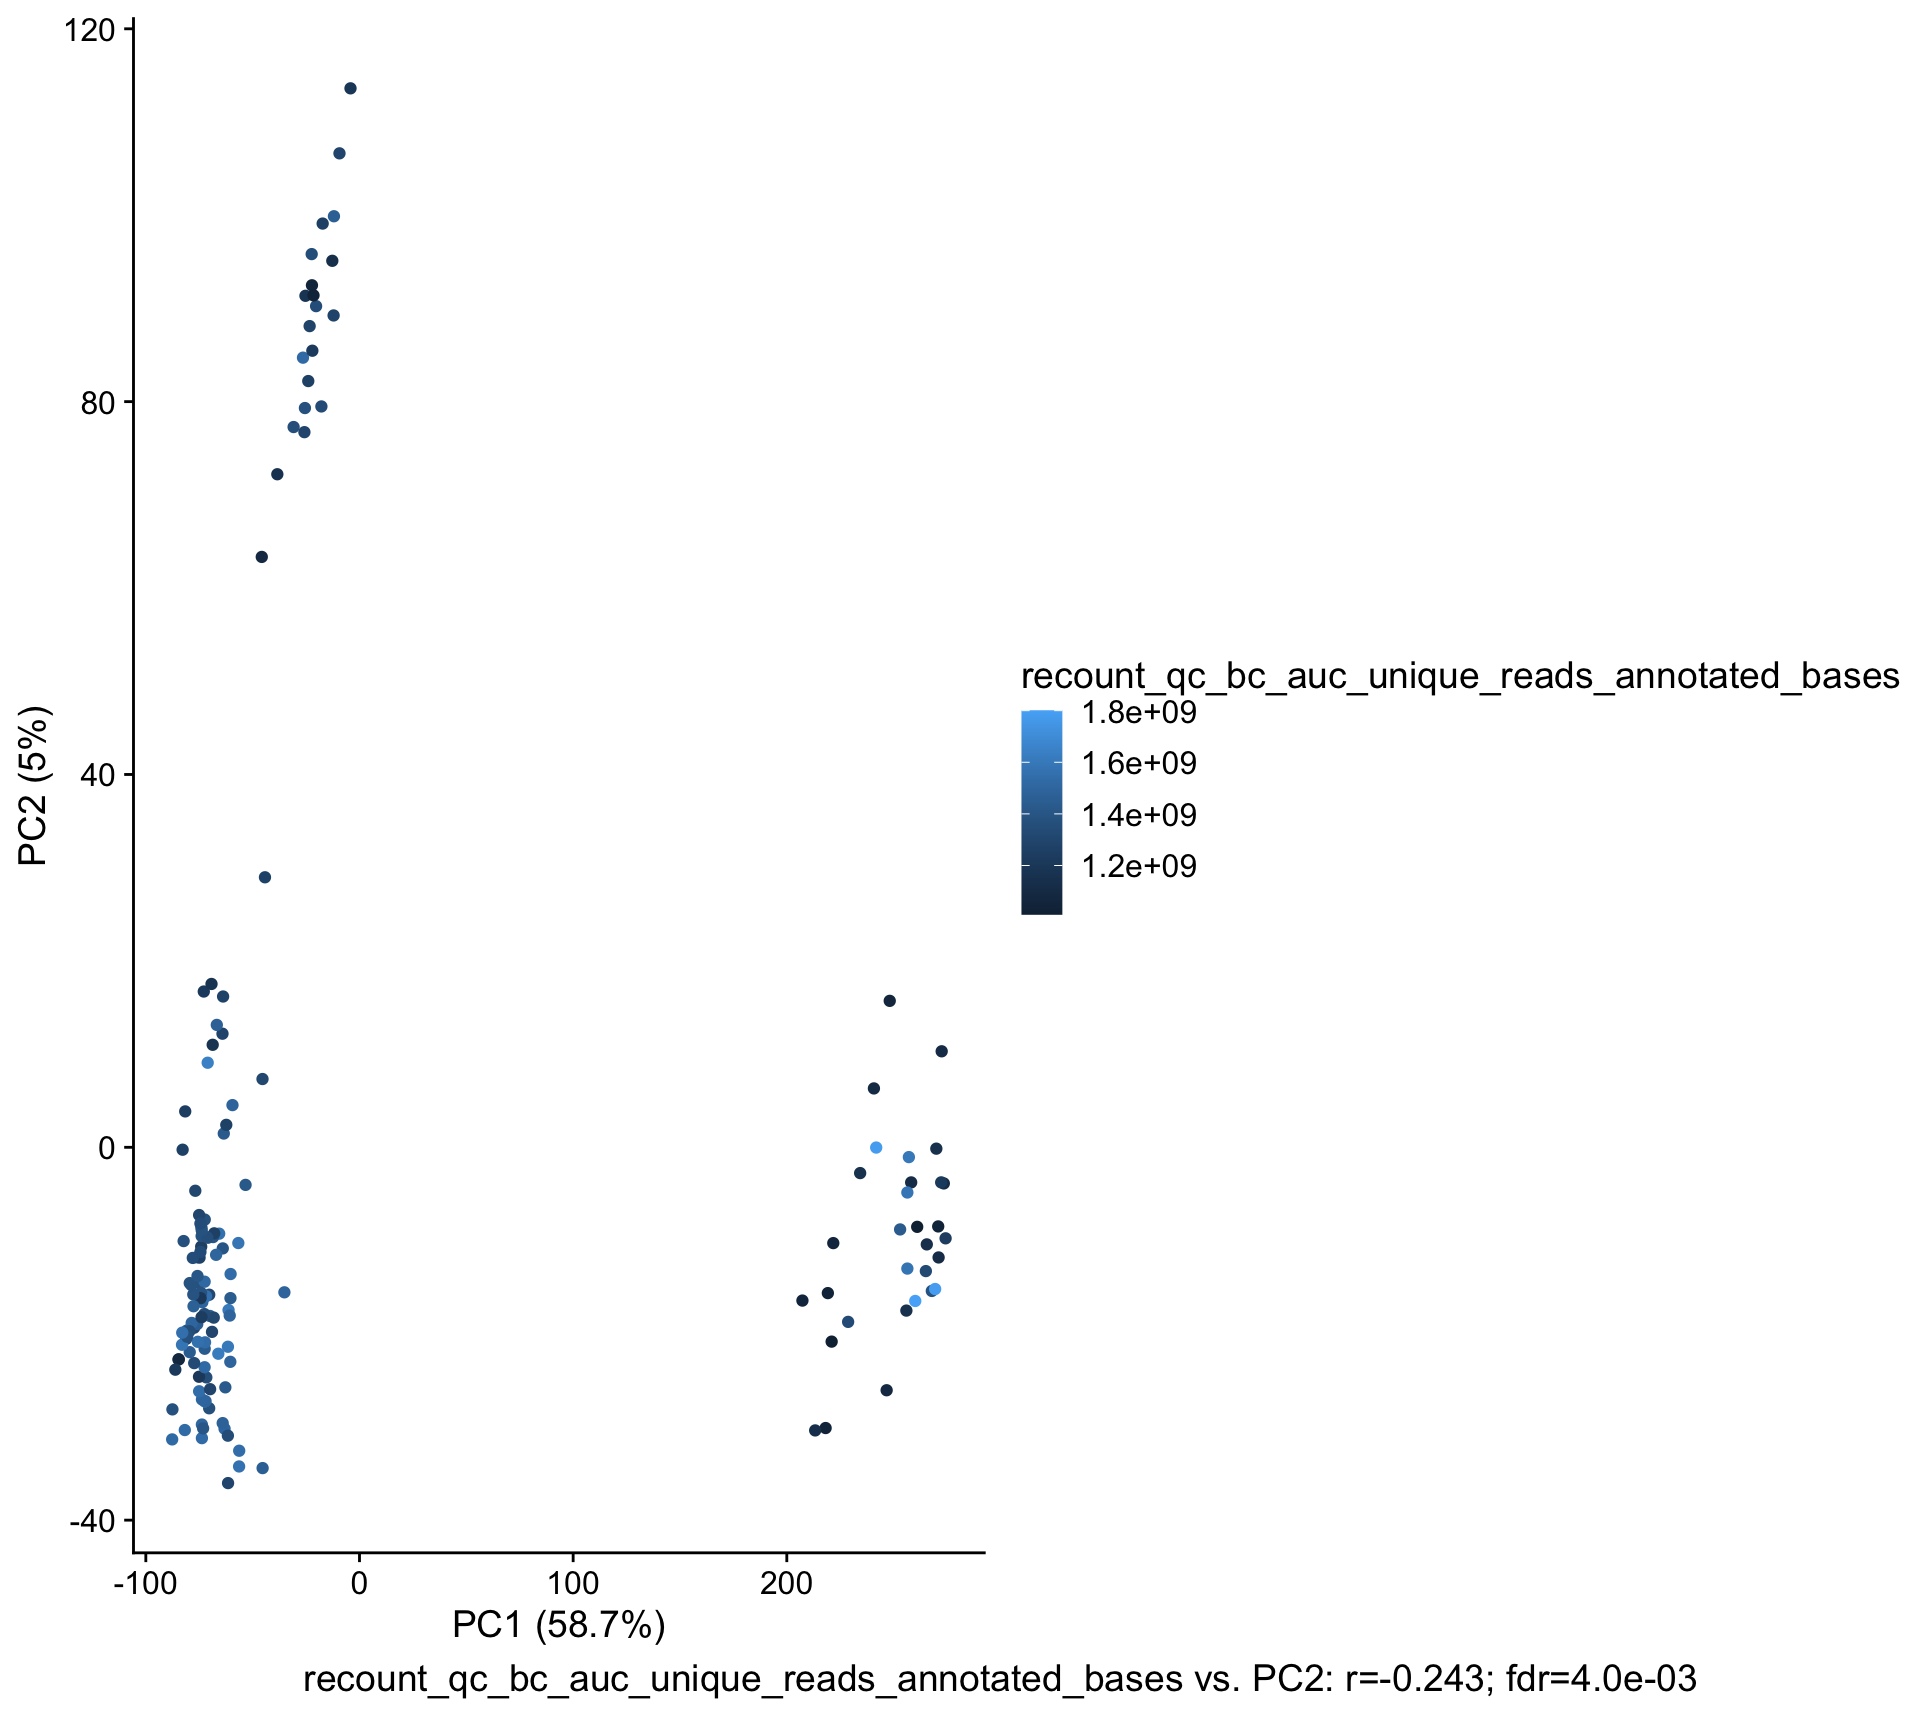 120
80
40
0
-40
PC2 (5%)
-100
0
100
200
PC1 (58.7%)
recount_qc_bc_auc_unique_reads_annotated_bases
1.8e+09
1.6e+09
1.4e+09
1.2e+09
recount_qc_bc_auc_unique_reads_annotated_bases vs. PC2: r=-0.243; fdr=4.0e-03